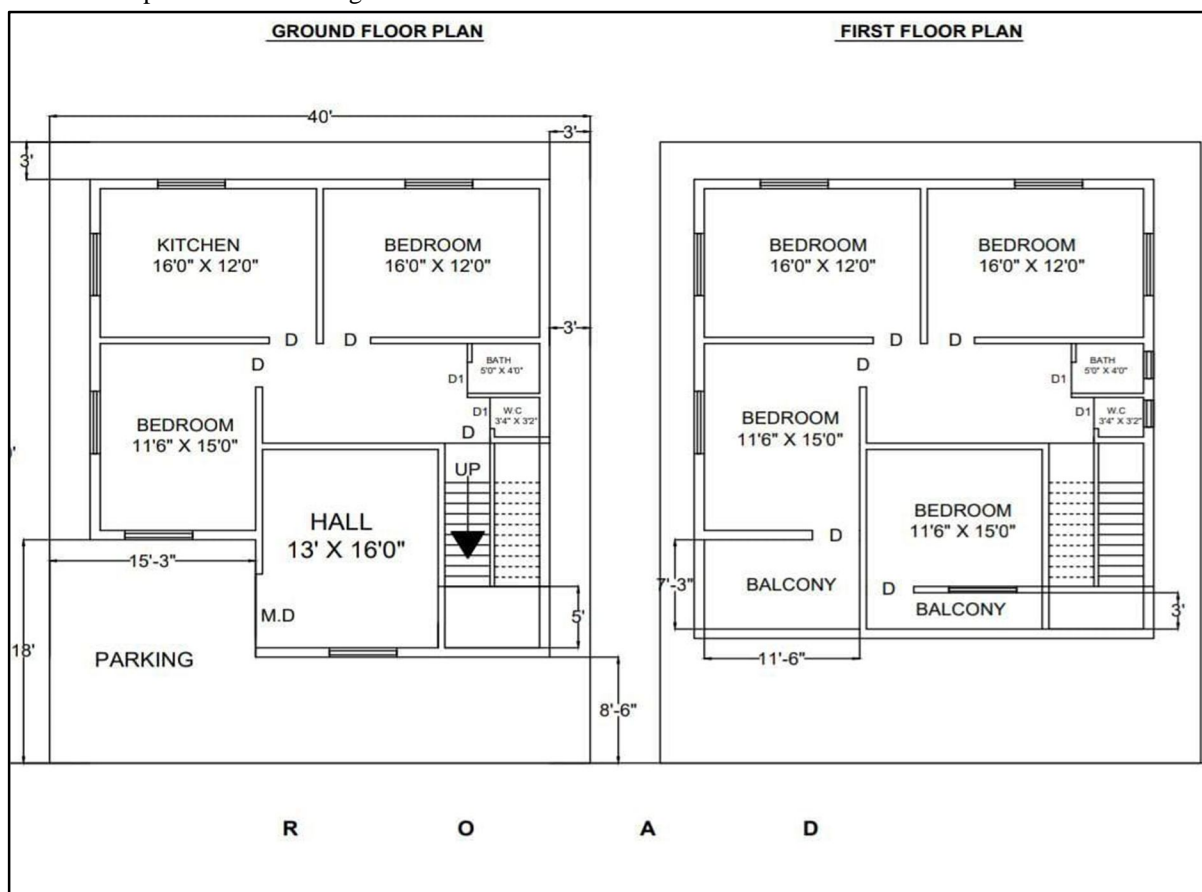 GROUND FLOOR PLAN
40'
3'
3'
KITCHEN
16'0" X 12'0"
BEDROOM
16'0" X 12'0"
3'
D
D
D
BATH
5'0" X 4'0"
D1
BEDROOM
11'6" X 15'0"
D1
W.C
3'4" X 3'2"
D
UP
HALL
13' X 16'0"
15'-3"
M.D
5'
18'
PARKING
8'-6"
FIRST FLOOR PLAN
BEDROOM
16'0" X 12'0"
BEDROOM
16'0" X 12'0"
D
D
D
BATH
5'0" X 4'0"
D1
BEDROOM
11'6" X 15'0"
D1
W.C
3'4" X 3'2"
BEDROOM
11'6" X 15'0"
D
7'-3"
BALCONY
D
BALCONY
3'
11'-6"
R O A D